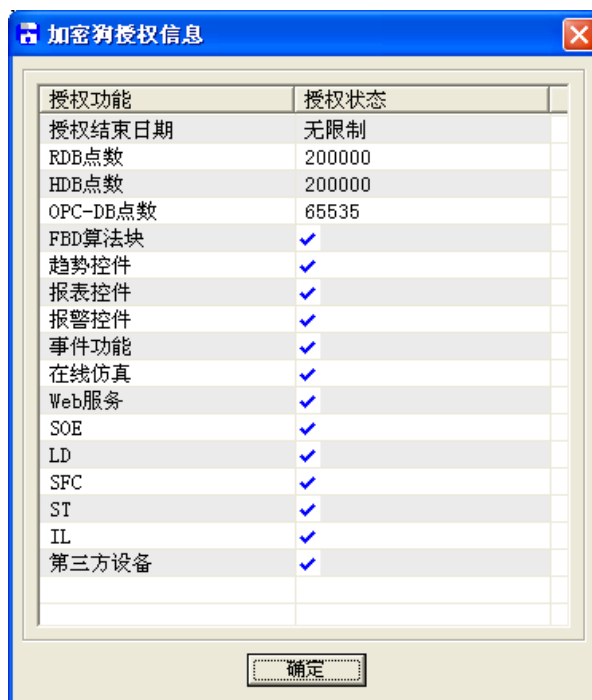 加密狗授权信息
授权功能 授权状态
授权结束日期 无限制
RDB点数 200000
HDB点数 200000
OPC-DB点数 65535
FBD算法块 ✓
趋势控件 ✓
报表控件 ✓
报警控件 ✓
事件功能 ✓
在线仿真 ✓
Web服务 ✓
SOE ✓
LD ✓
SFC ✓
ST ✓
IL ✓
第三方设备 ✓
确定